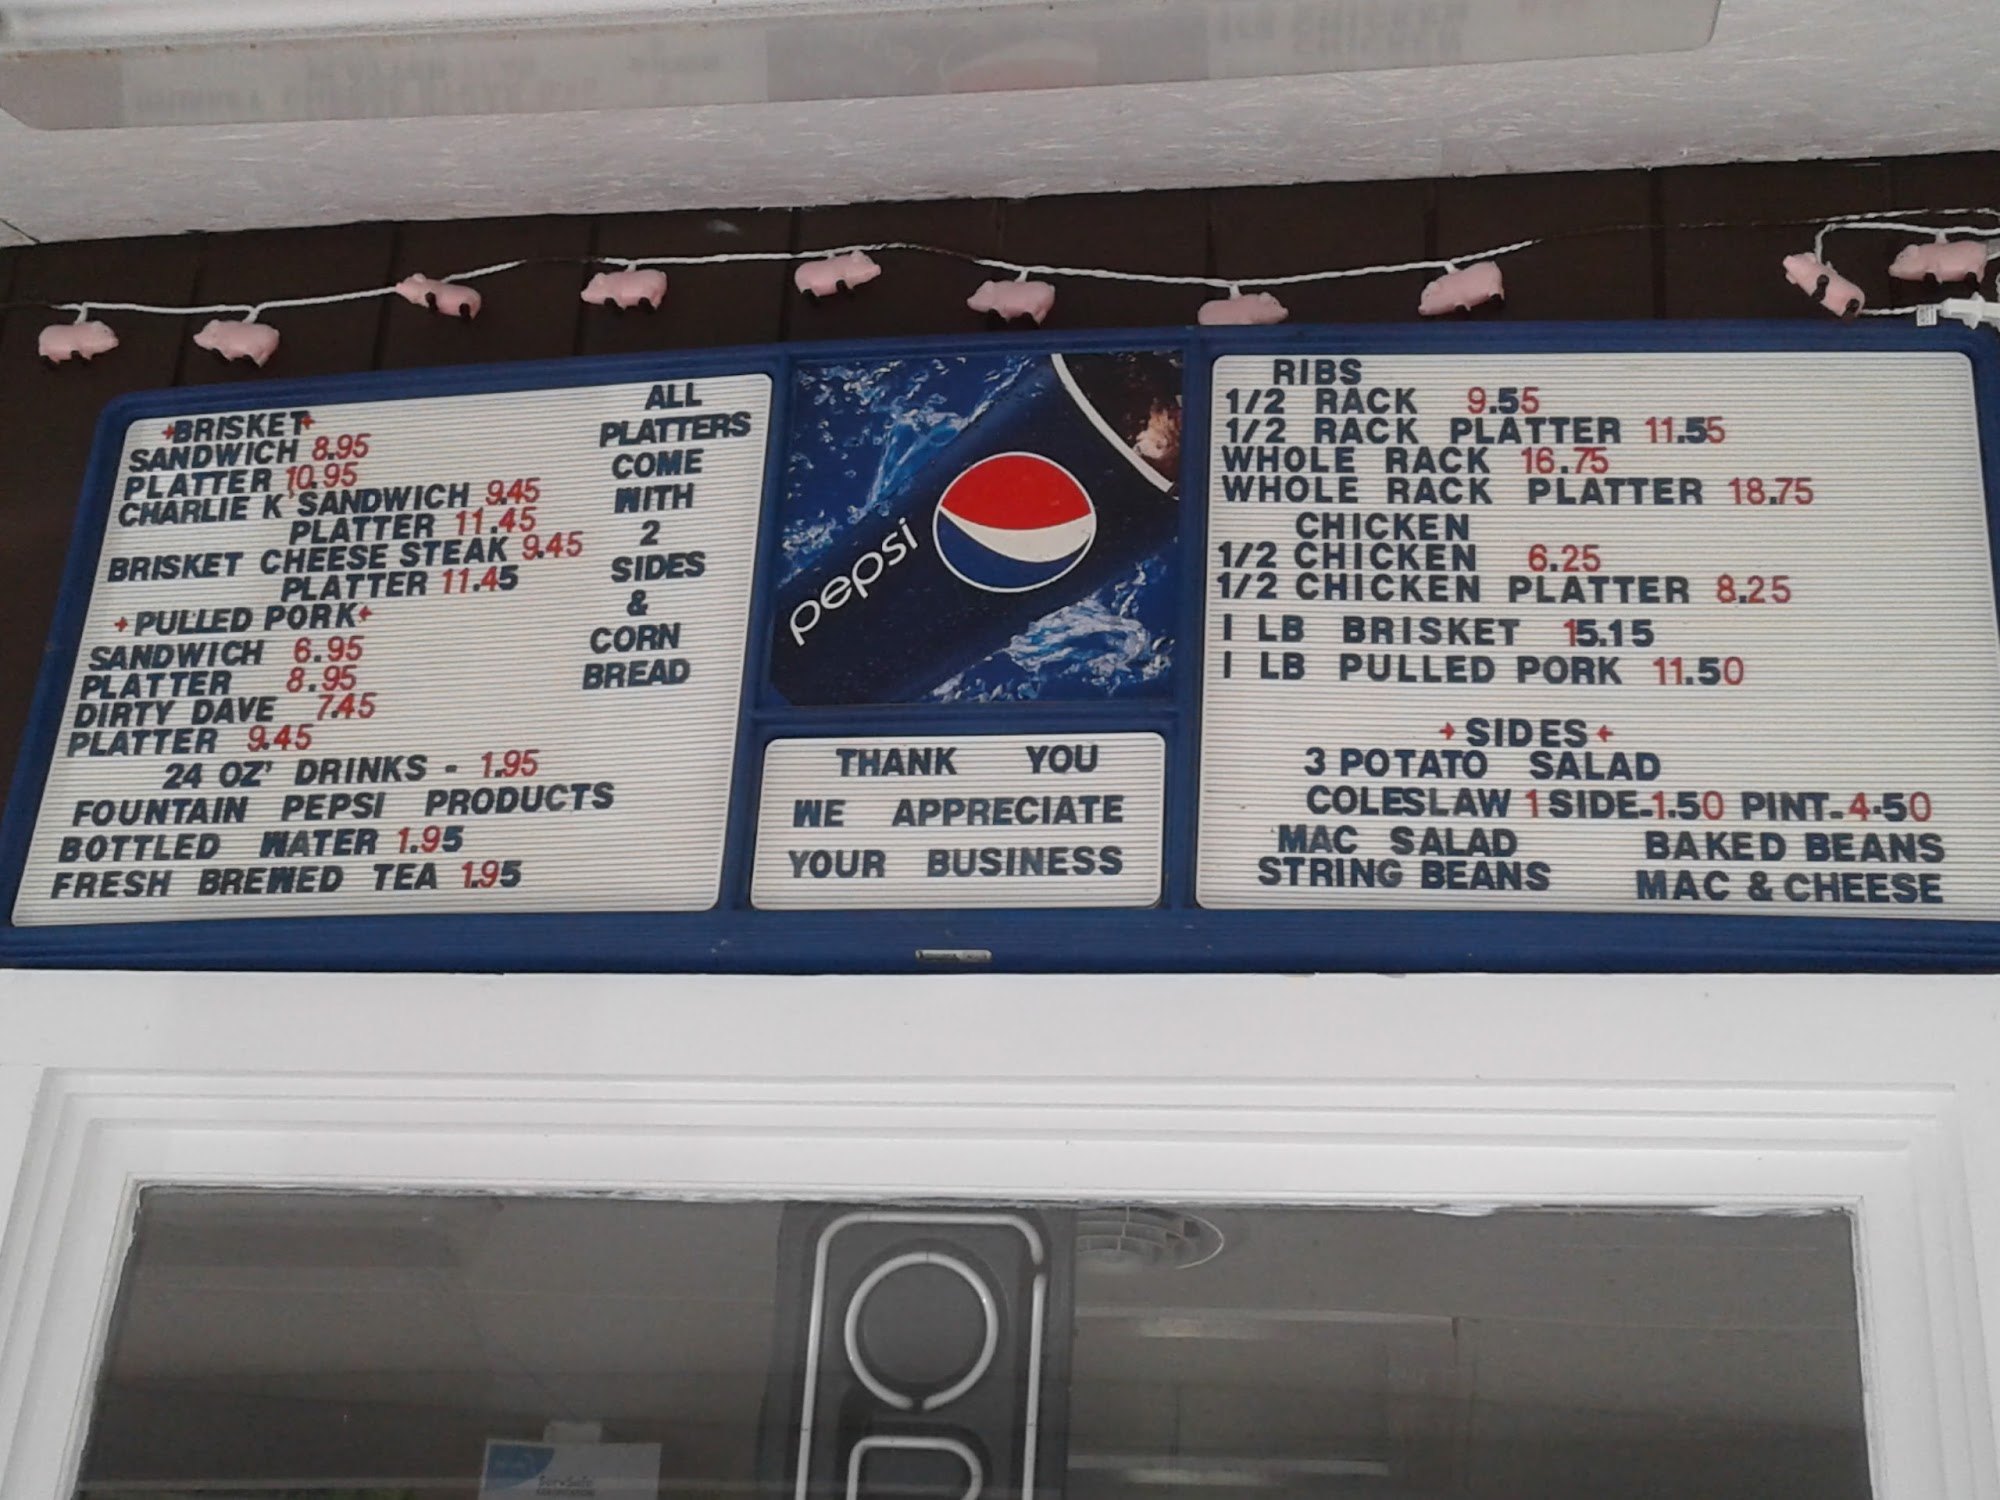 +BRISKET+
SANDWICH 8.95
PLATTER 10.95
CHARLIE K SANDWICH 9.45
PLATTER 11.45
BRISKET CHEESE STEAK 9.45
PLATTER 11.45
+PULLED PORK+
SANDWICH 6.95
PLATTER 8.95
DIRTY DAVE 7.45
PLATTER 9.45
24 OZ' DRINKS - 1.95
FOUNTAIN PEPSI PRODUCTS
BOTTLED WATER 1.95
FRESH BREWED TEA 1.95
ALL
PLATTERS
COME
WITH
2
SIDES
&
CORN
BREAD
pepsi
THANK YOU
WE APPRECIATE
YOUR BUSINESS
RIBS
1/2 RACK 9.55
1/2 RACK PLATTER 11.55
WHOLE RACK 16.75
WHOLE RACK PLATTER 18.75
CHICKEN
1/2 CHICKEN 6.25
1/2 CHICKEN PLATTER 8.25
1 LB BRISKET 15.15
1 LB PULLED PORK 11.50
+SIDES+
3 POTATO SALAD
COLESLAW 1 SIDE-1.50 PINT-4.50
MAC SALAD BAKED BEANS
STRING BEANS MAC & CHEESE
ServSafe